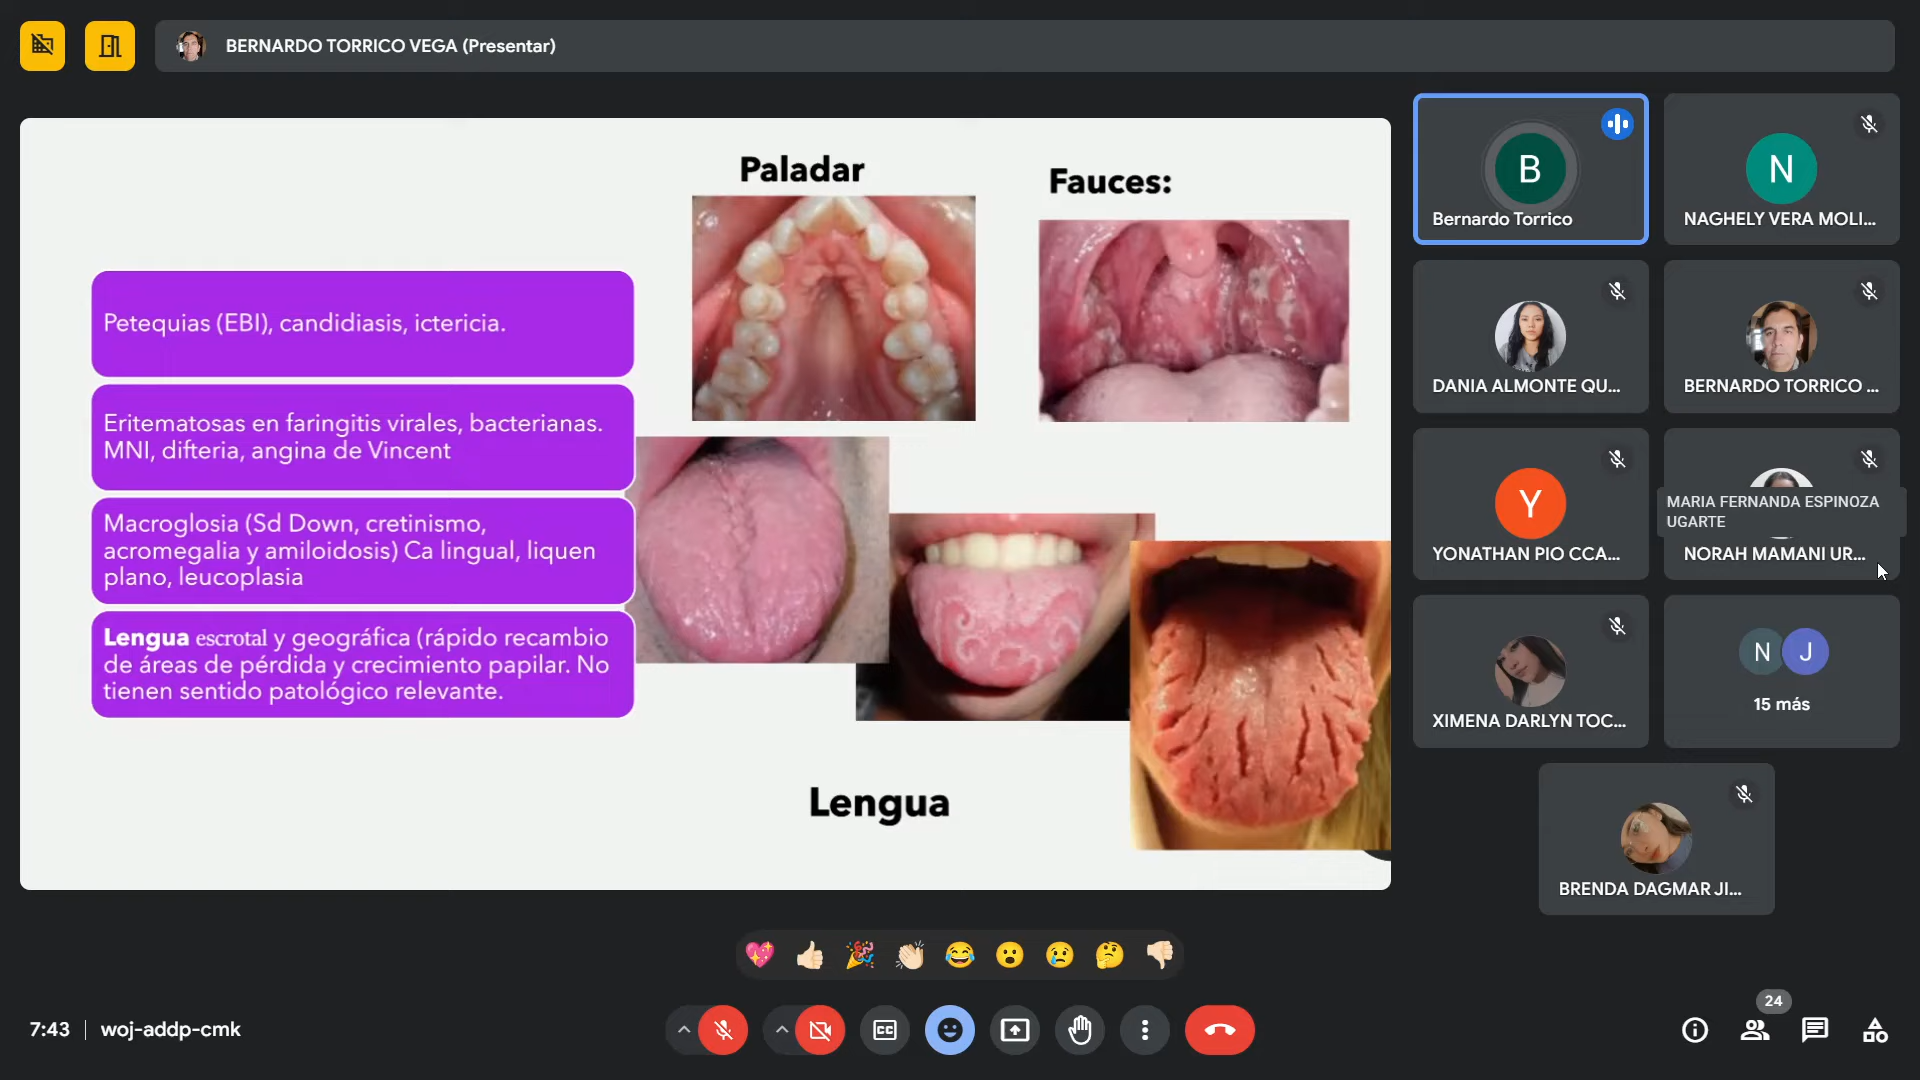 BERNARDO TORRICO VEGA (Presentar)
Paladar
Fauces:
Petequias (EBI), candidiasis, ictericia.
Eritematosas en faringitis virales, bacterianas.
MNI, difteria, angina de Vincent
Macroglosia (Sd Down, cretinismo,
acromegalia y amiloidosis) Ca lingual, liquen
plano, leucoplasia
Lengua escrotal y geográfica (rápido recambio
de áreas de pérdida y crecimiento papilar. No
tienen sentido patológico relevante.
Lengua
B
Bernardo Torrico
N
NAGHELY VERA MOLI...
DANIA ALMONTE QU...
BERNARDO TORRICO ...
Y
YONATHAN PIO CCA...
MARIA FERNANDA ESPINOZA
UGARTE
NORAH MAMANI UR...
XIMENA DARLYN TOC...
N J
15 más
BRENDA DAGMAR JI...
7:43 woj-addp-cmk
CC
24